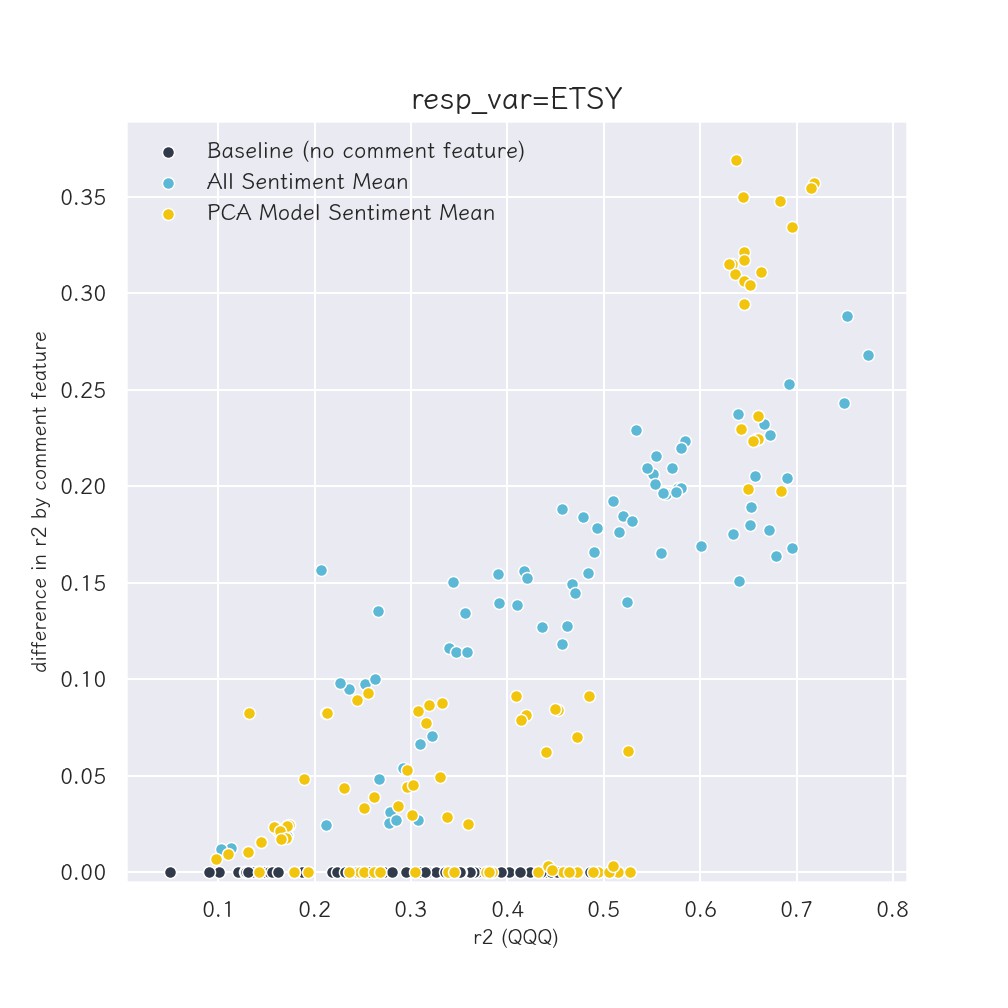 resp_var=ETSY
Baseline (no comment feature)
All Sentiment Mean
PCA Model Sentiment Mean
difference in r2 by comment feature
0.35
0.30
0.25
0.20
0.15
0.10
0.05
0.00
0.1 0.2 0.3 0.4 0.5 0.6 0.7 0.8
r2 (QQQ)